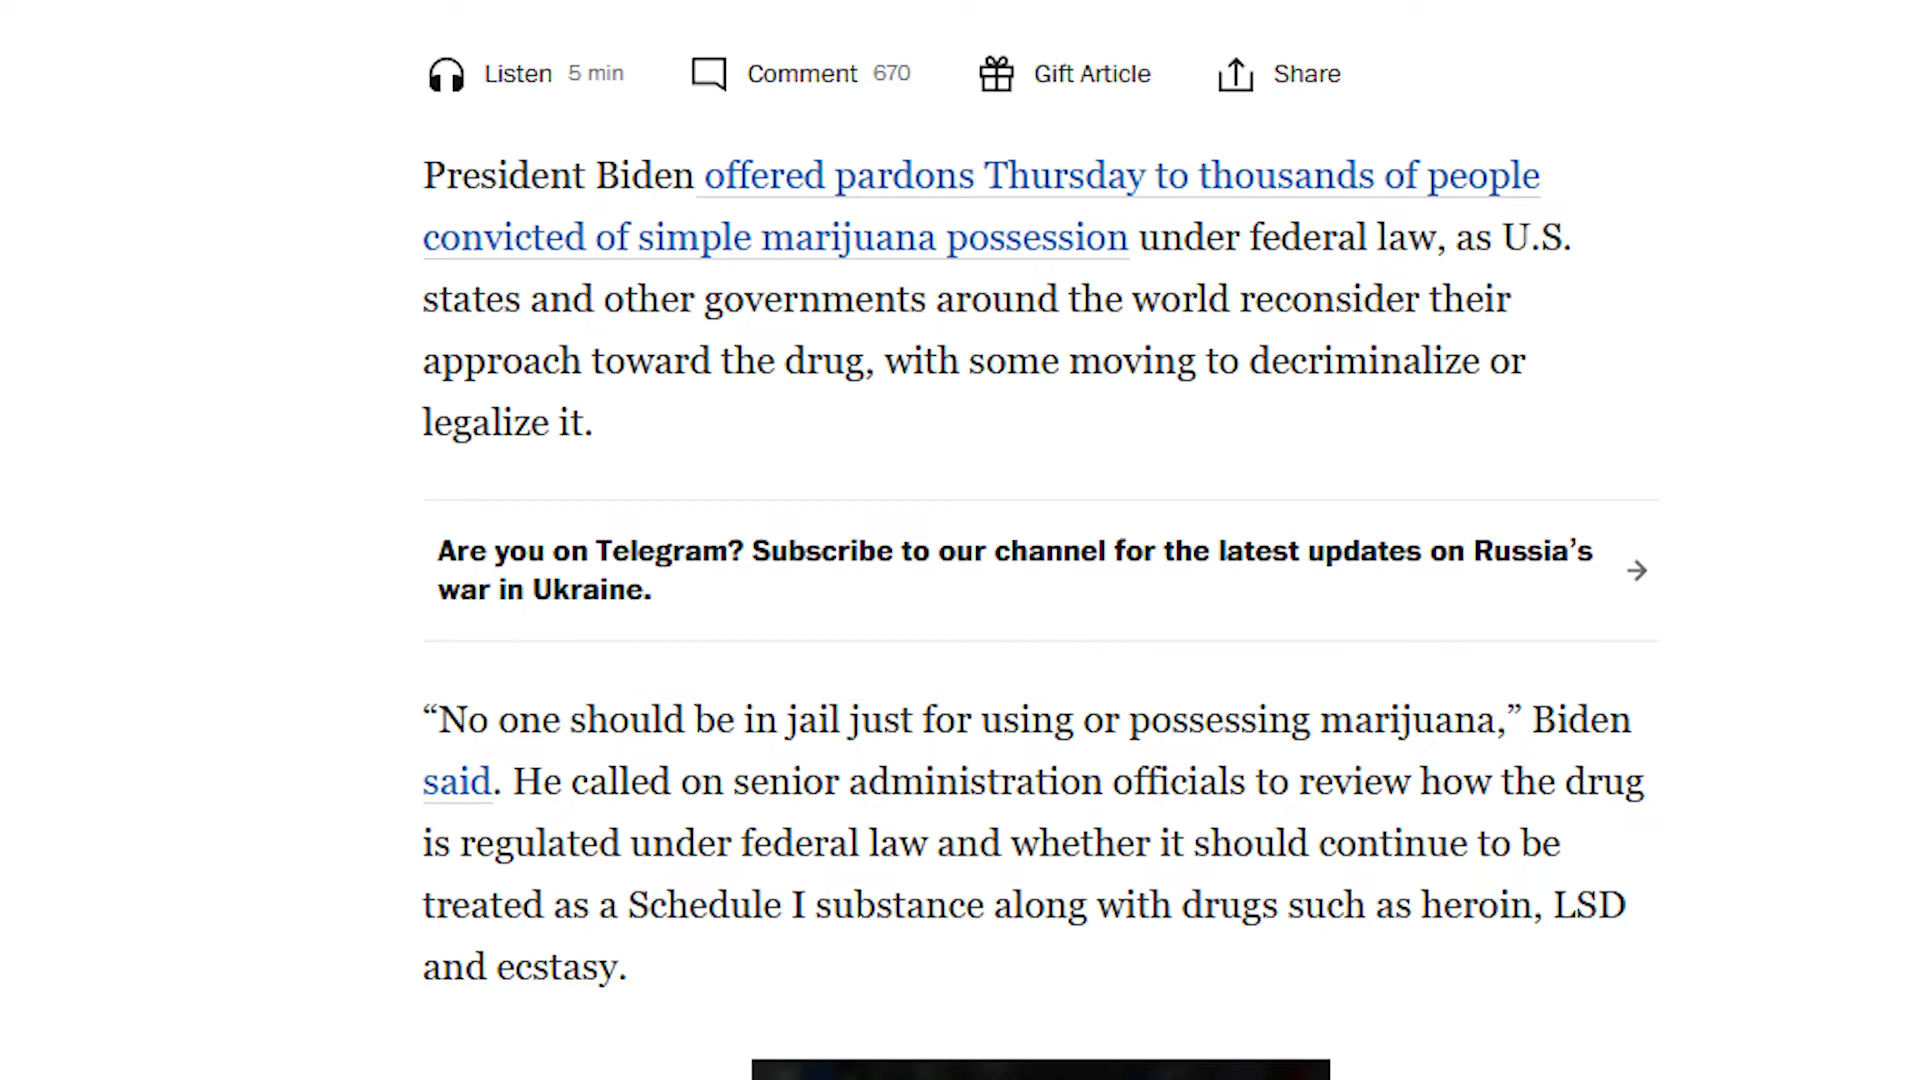 Listen 5 min Comment 670 Gift Article Share
President Biden offered pardons Thursday to thousands of people
convicted of simple marijuana possession under federal law, as U.S.
states and other governments around the world reconsider their
approach toward the drug, with some moving to decriminalize or
legalize it.
Are you on Telegram? Subscribe to our channel for the latest updates on Russia’s
war in Ukraine.
“No one should be in jail just for using or possessing marijuana,” Biden
said. He called on senior administration officials to review how the drug
is regulated under federal law and whether it should continue to be
treated as a Schedule I substance along with drugs such as heroin, LSD
and ecstasy.